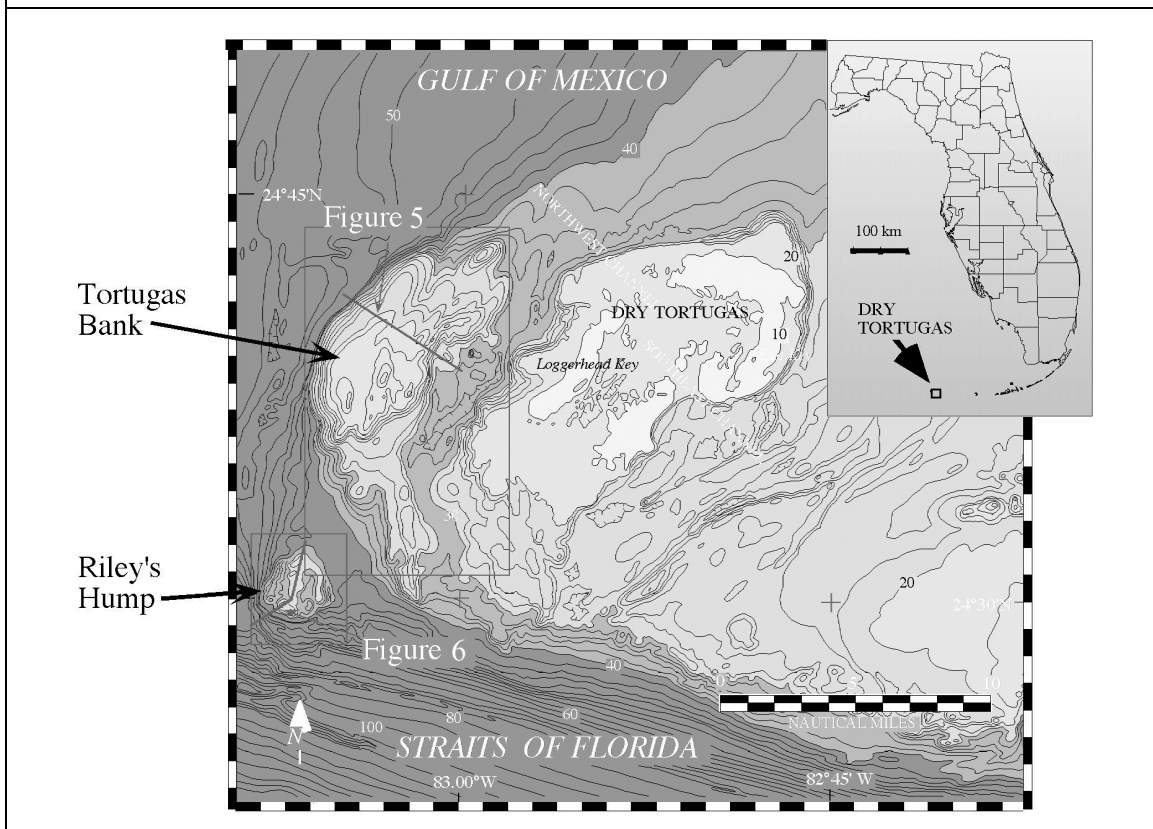 GULF OF MEXICO
50
40
24°45'N
Figure 5
NORTHWEST CHANNEL
20
100 km
Tortugas
Bank
DRY TORTUGAS
10
DRY
TORTUGAS
Loggerhead Key
SOUTHEAST CHANNEL
30
Riley's
Hump
20
24°30'N
Figure 6
40
0
5
10
NAUTICAL MILES
N
100
80
60
STRAITS OF FLORIDA
83.00°W
82°45' W